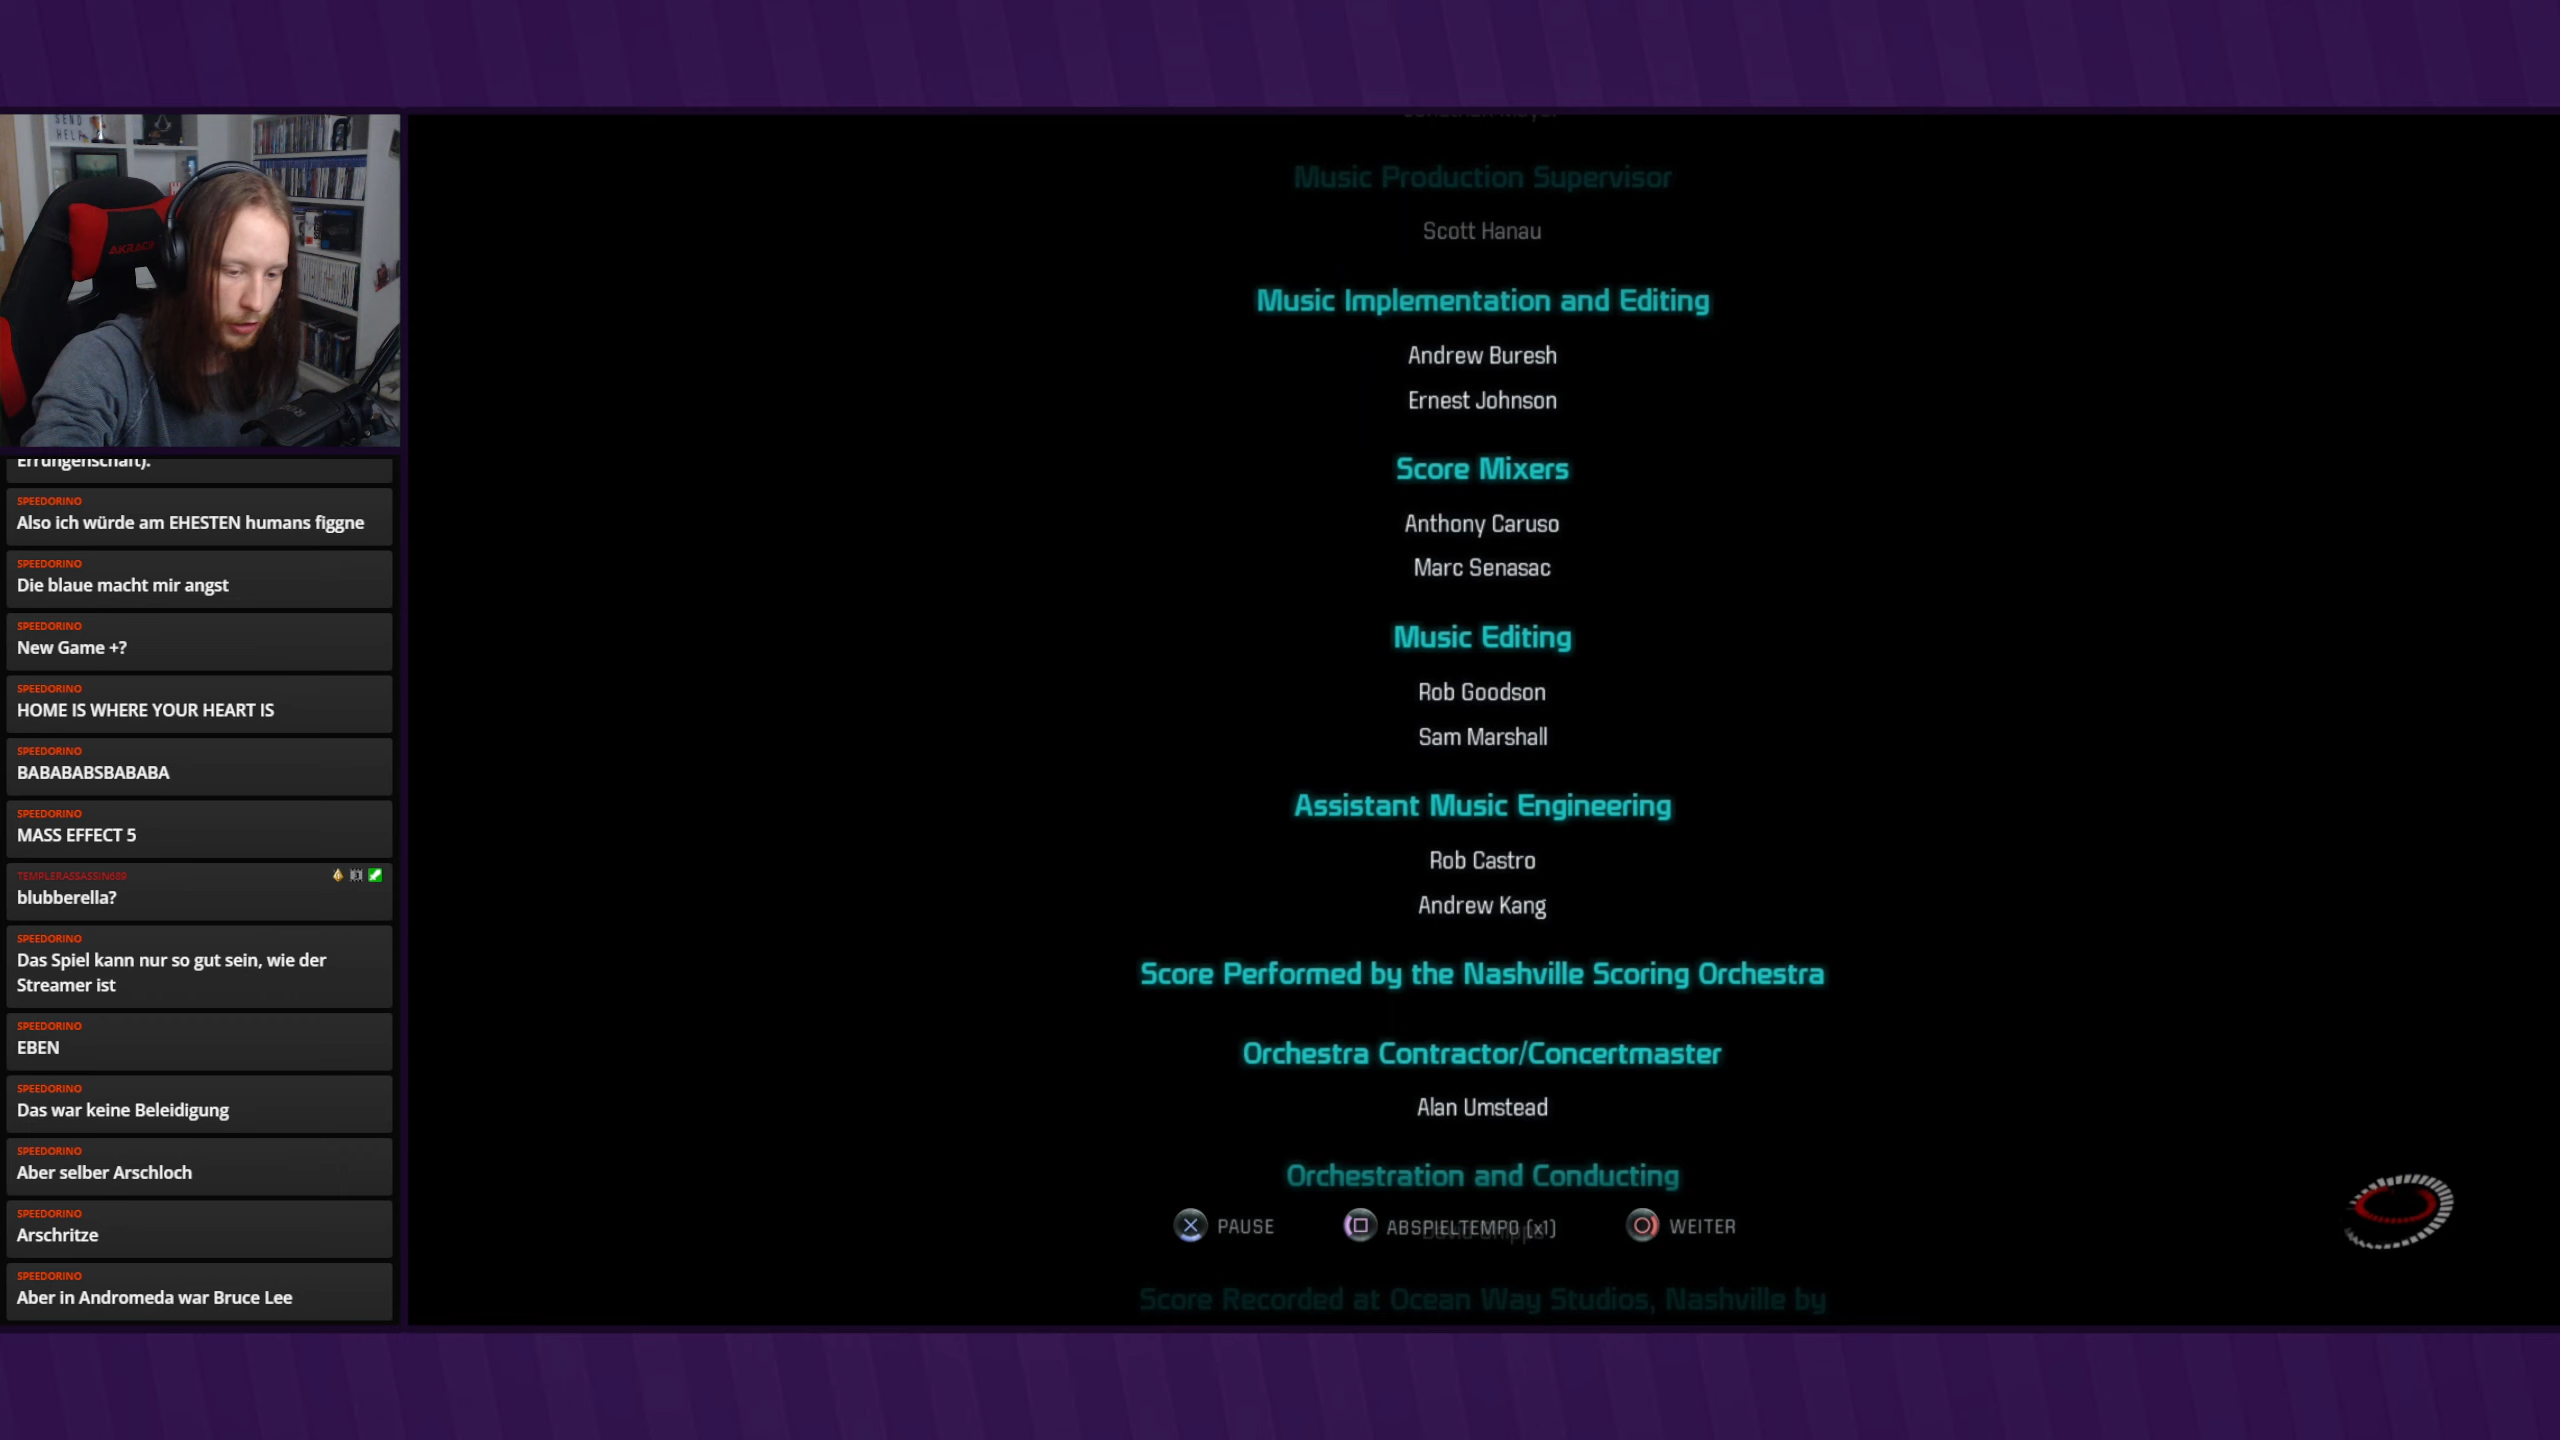 SEND
HELP
AKRACING
Errungenschaft).
SPEEDORINO
Also ich würde am EHESTEN humans figgne
SPEEDORINO
Die blaue macht mir angst
SPEEDORINO
New Game +?
SPEEDORINO
HOME IS WHERE YOUR HEART IS
SPEEDORINO
BABABABSBABABA
SPEEDORINO
MASS EFFECT 5
TEMPLERASSASSIN689
blubberella?
SPEEDORINO
Das Spiel kann nur so gut sein, wie der
Streamer ist
SPEEDORINO
EBEN
SPEEDORINO
Das war keine Beleidigung
SPEEDORINO
Aber selber Arschloch
SPEEDORINO
Arschritze
SPEEDORINO
Aber in Andromeda war Bruce Lee
Music Production Supervisor
Scott Hanau
Music Implementation and Editing
Andrew Buresh
Ernest Johnson
Score Mixers
Anthony Caruso
Marc Senasac
Music Editing
Rob Goodson
Sam Marshall
Assistant Music Engineering
Rob Castro
Andrew Kang
Score Performed by the Nashville Scoring Orchestra
Orchestra Contractor/Concertmaster
Alan Umstead
Orchestration and Conducting
PAUSE
ABSPIELTEMPO (x1)
WEITER
Score Recorded at Ocean Way Studios, Nashville by